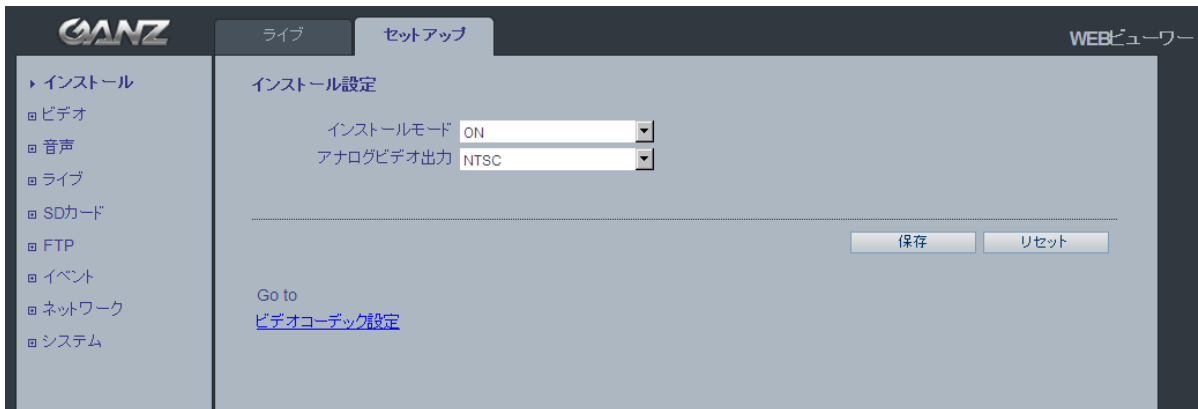 GANZ
ライブ
セットアップ
WEBビューワー
インストール
ビデオ
音声
ライブ
SDカード
FTP
イベント
ネットワーク
システム
インストール設定
インストールモード ON
アナログビデオ出力 NTSC
保存
リセット
Go to
ビデオコーデック設定